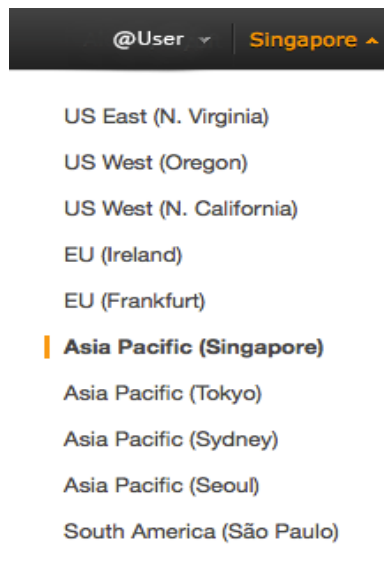 @User Singapore
US East (N. Virginia)
US West (Oregon)
US West (N. California)
EU (Ireland)
EU (Frankfurt)
Asia Pacific (Singapore)
Asia Pacific (Tokyo)
Asia Pacific (Sydney)
Asia Pacific (Seoul)
South America (São Paulo)